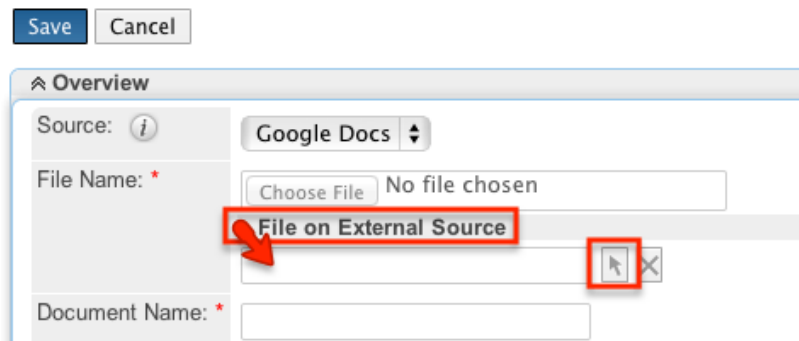 Save Cancel
Overview
Source: i Google Docs
File Name: * Choose File No file chosen
File on External Source
Document Name: *